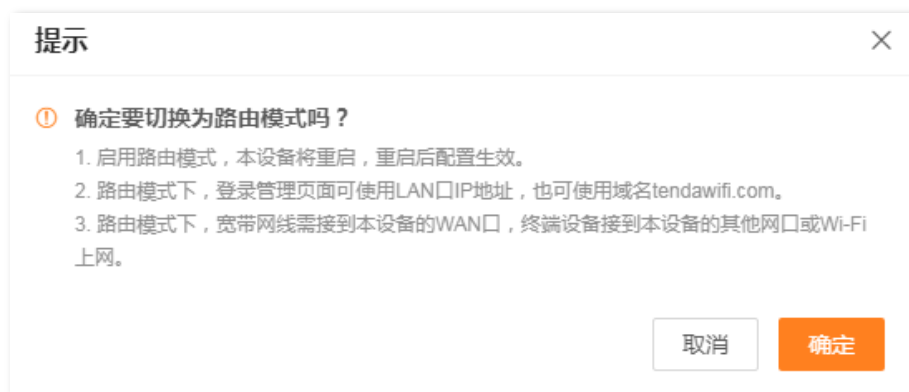 提示
确定要切换为路由模式吗？
1. 启用路由模式，本设备将重启，重启后配置生效。
2. 路由模式下，登录管理页面可使用LAN口IP地址，也可使用域名tendawifi.com。
3. 路由模式下，宽带网线需接到本设备的WAN口，终端设备接到本设备的其他网口或Wi-Fi
上网。
取消 确定